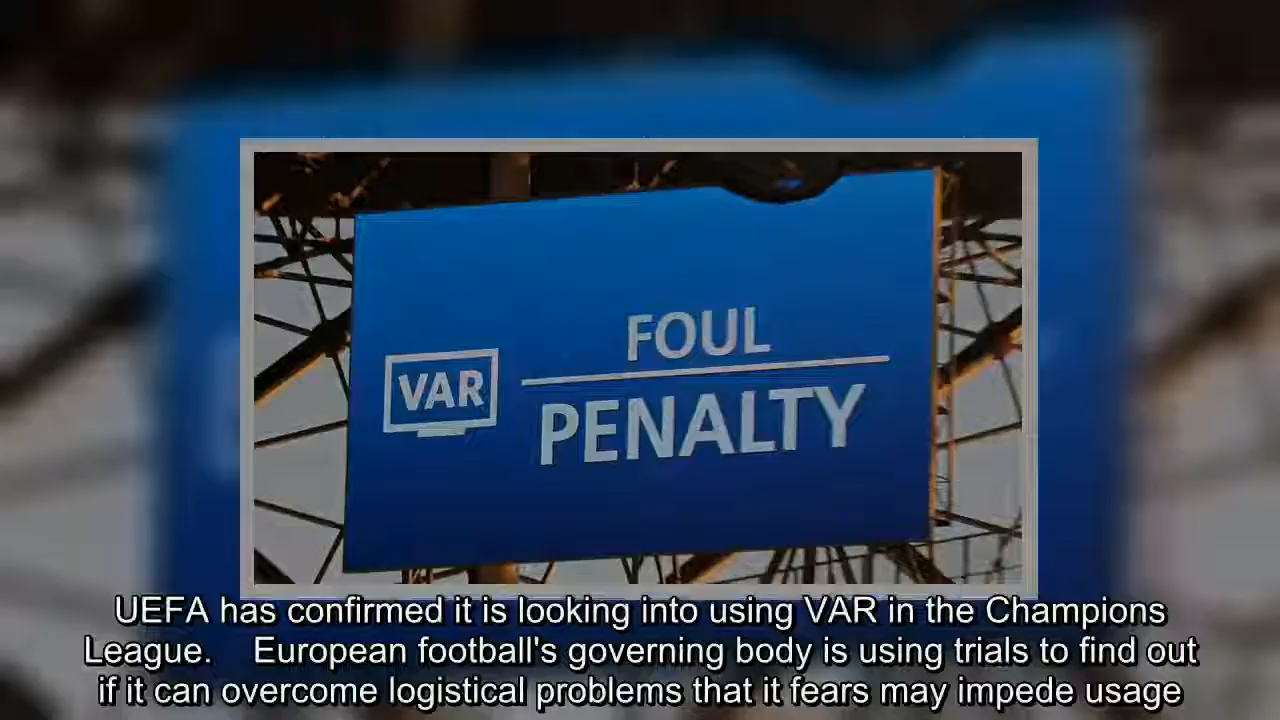 FOUL
VAR
PENALTY
UEFA has confirmed it is looking into using VAR in the Champions
League. European football's governing body is using trials to find out
if it can overcome logistical problems that it fears may impede usage